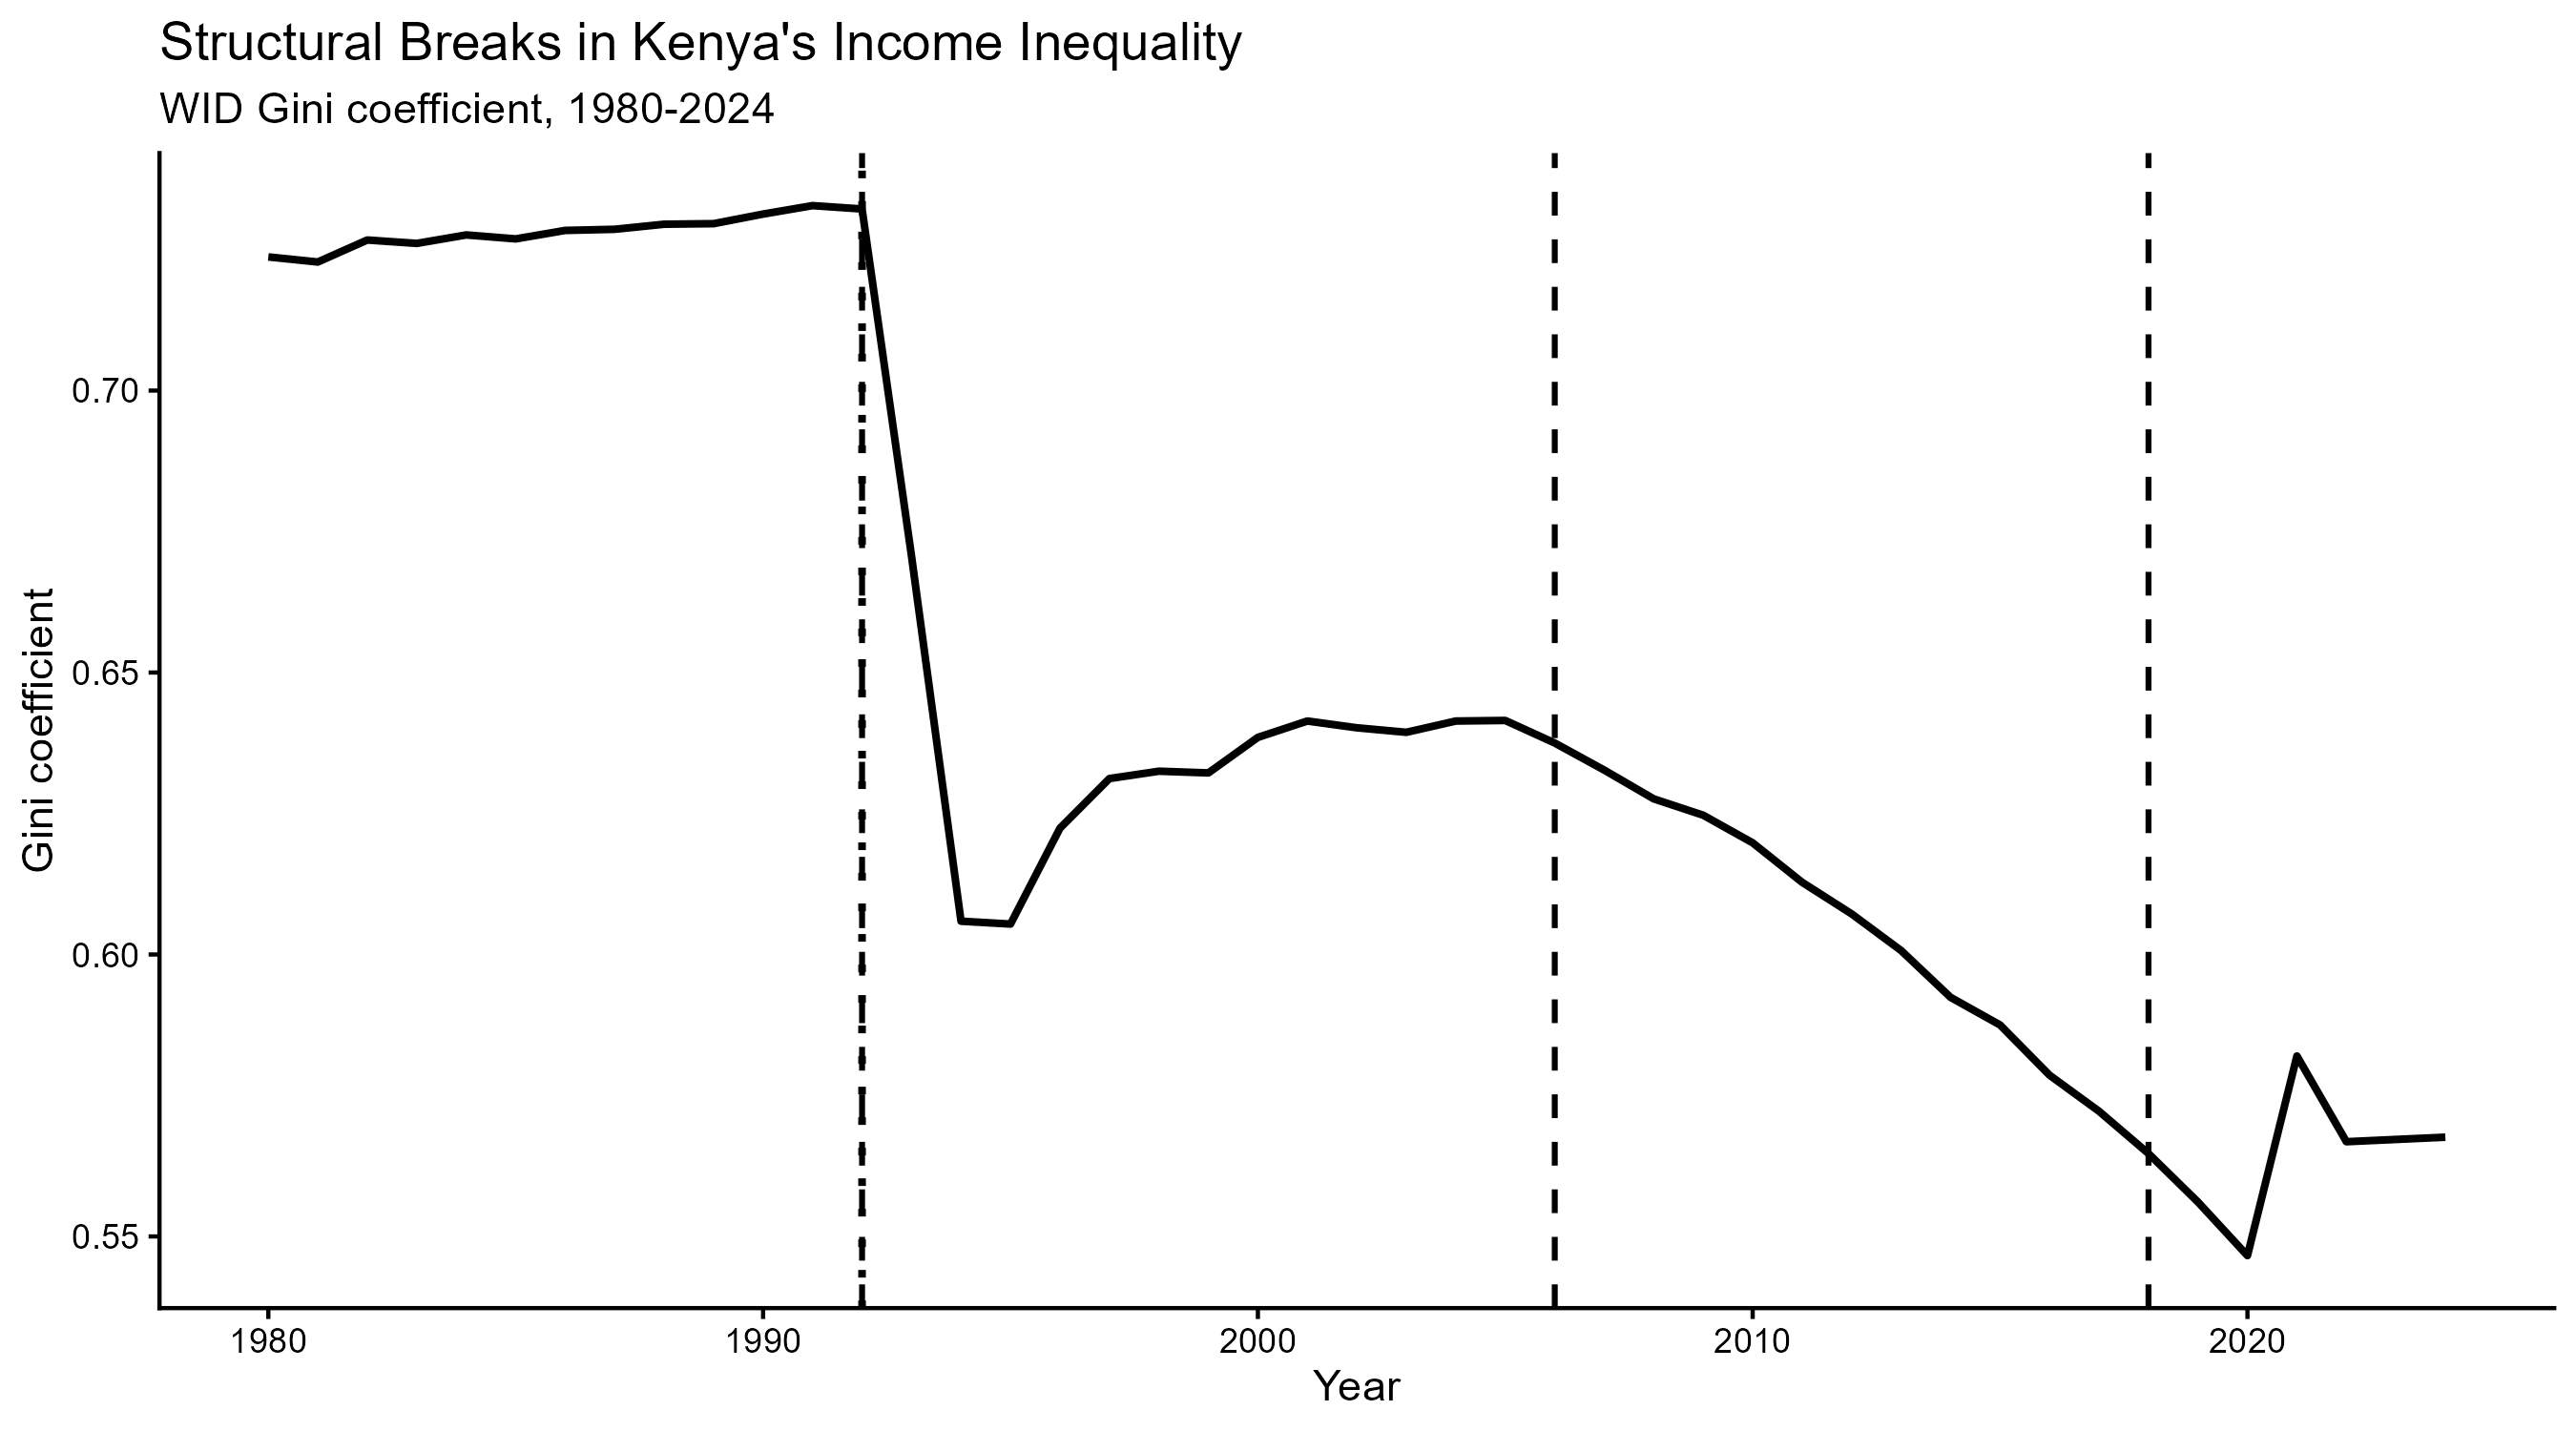 Structural Breaks in Kenya's Income Inequality
WID Gini coefficient, 1980-2024
Gini coefficient
0.70
0.65
0.60
0.55
1980 1990 2000 2010 2020
Year